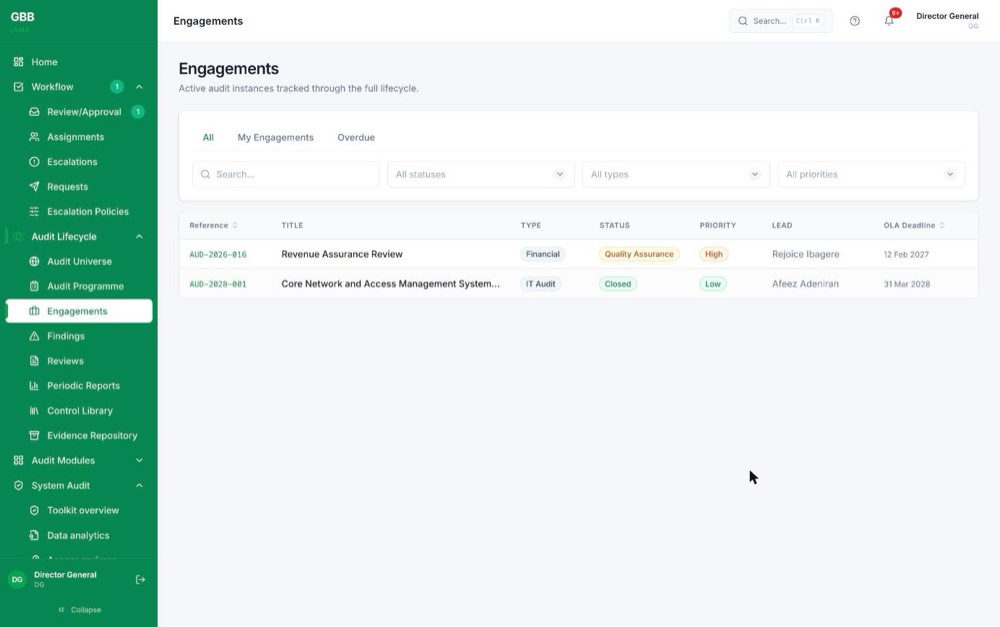 GBB
Engagements
Search... Ctrl K
9+
Director General
DG
Home
Workflow 1
Review/Approval 1
Assignments
Escalations
Requests
Escalation Policies
Audit Lifecycle
Audit Universe
Audit Programme
Engagements
Findings
Reviews
Periodic Reports
Control Library
Evidence Repository
Audit Modules
System Audit
Toolkit overview
Data analytics
DG
Director General
DG
Collapse
Engagements
Active audit instances tracked through the full lifecycle.
All My Engagements Overdue
Search... All statuses All types All priorities
Reference TITLE TYPE STATUS PRIORITY LEAD OLA Deadline
AUD-2026-016 Revenue Assurance Review Financial Quality Assurance High Rejoice Ibagere 12 Feb 2027
AUD-2028-001 Core Network and Access Management System... IT Audit Closed Low Afeez Adeniran 31 Mar 2028